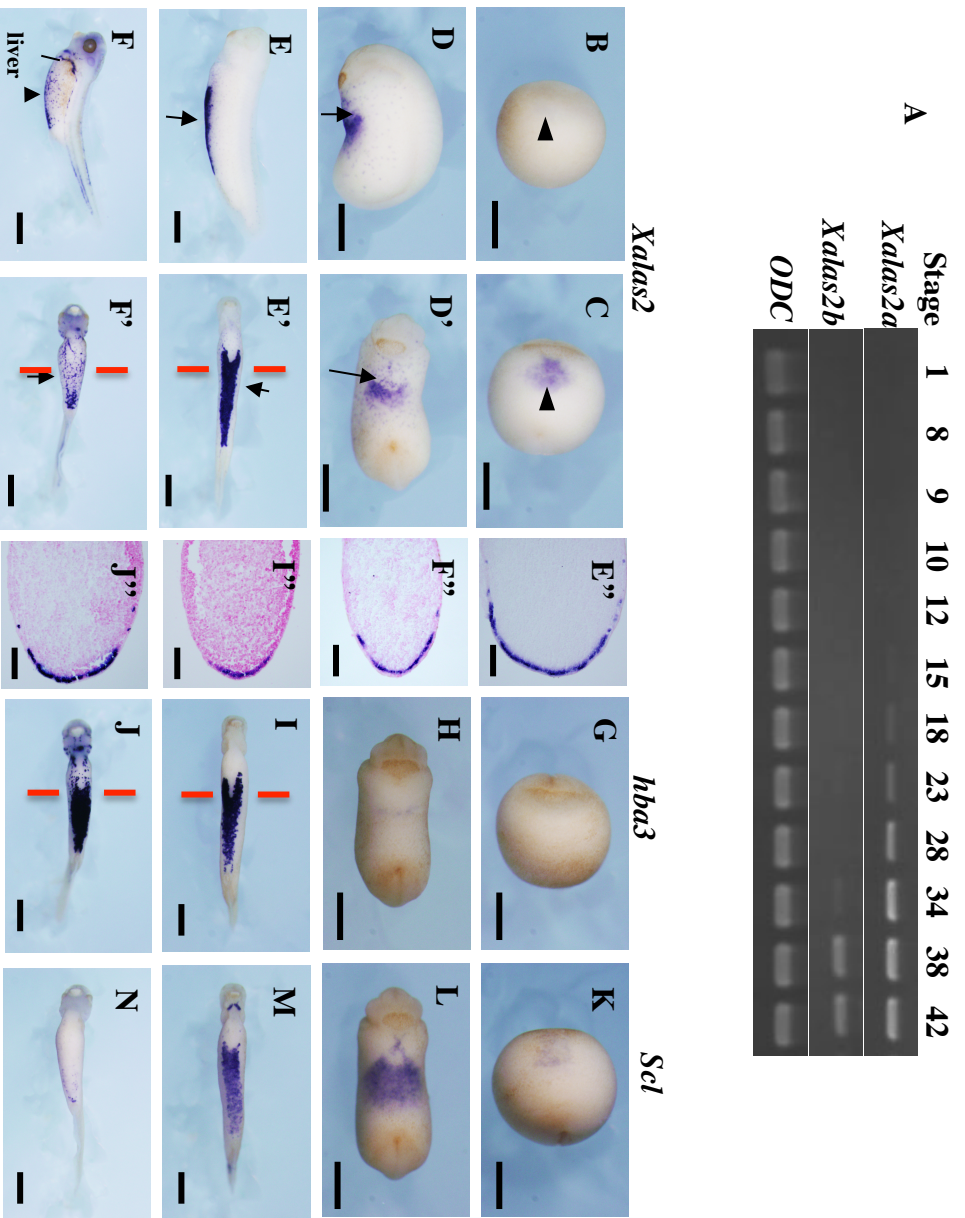 A
Stage 1 8 9 10 12 15 18 23 28 34 38 42
Xalas2a
Xalas2b
ODC
Xalas2
hba3
Scl
B
C
E”
G
K
D
D’
F”
H
L
E
E’
I”
I
M
F
F’
J”
J
N
liver